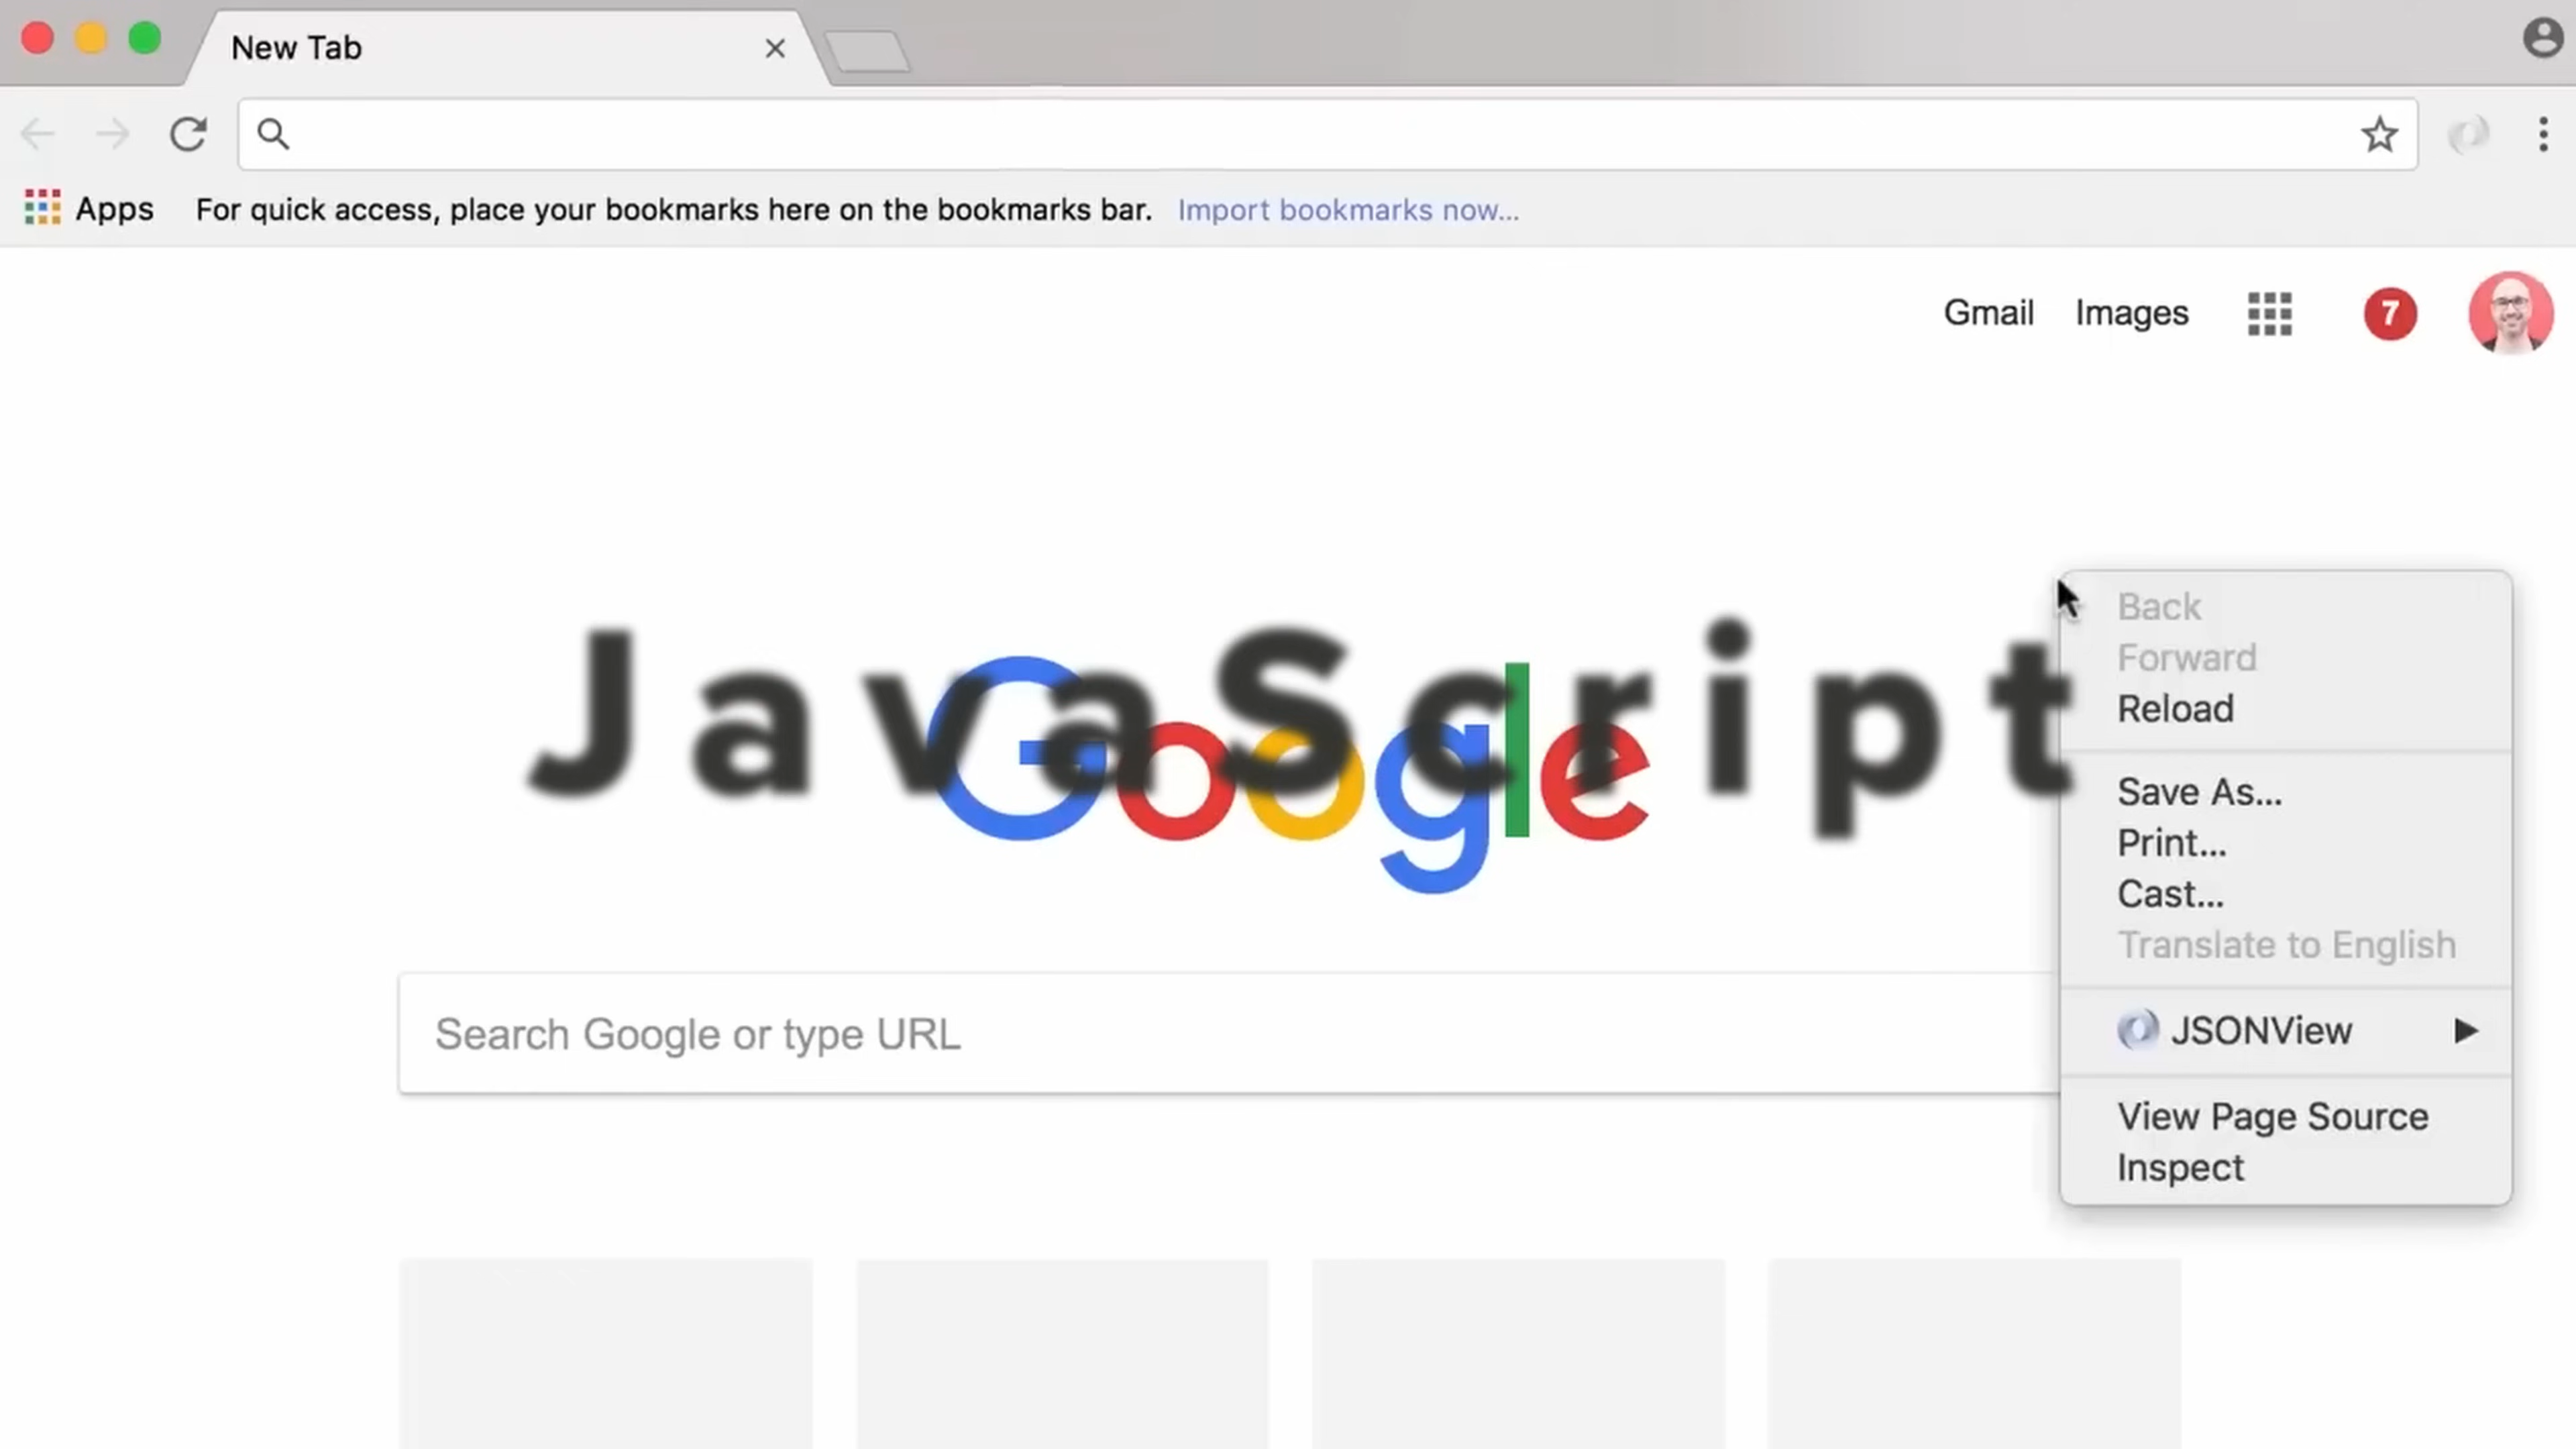 New Tab
Apps For quick access, place your bookmarks here on the bookmarks bar. Import bookmarks now...
Gmail Images 7
JavaScript
Google
Search Google or type URL
Back
Forward
Reload
Save As...
Print...
Cast...
Translate to English
JSONView
View Page Source
Inspect